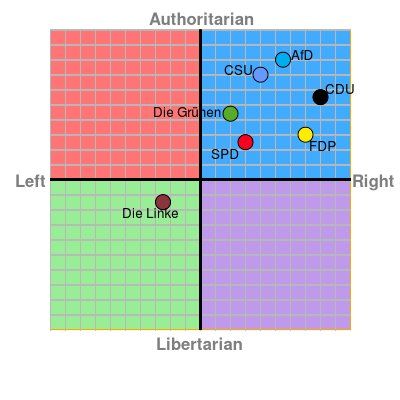 Authoritarian
AfD
CSU
CDU
Die Grünen
FDP
SPD
Left
Right
Die Linke
Libertarian